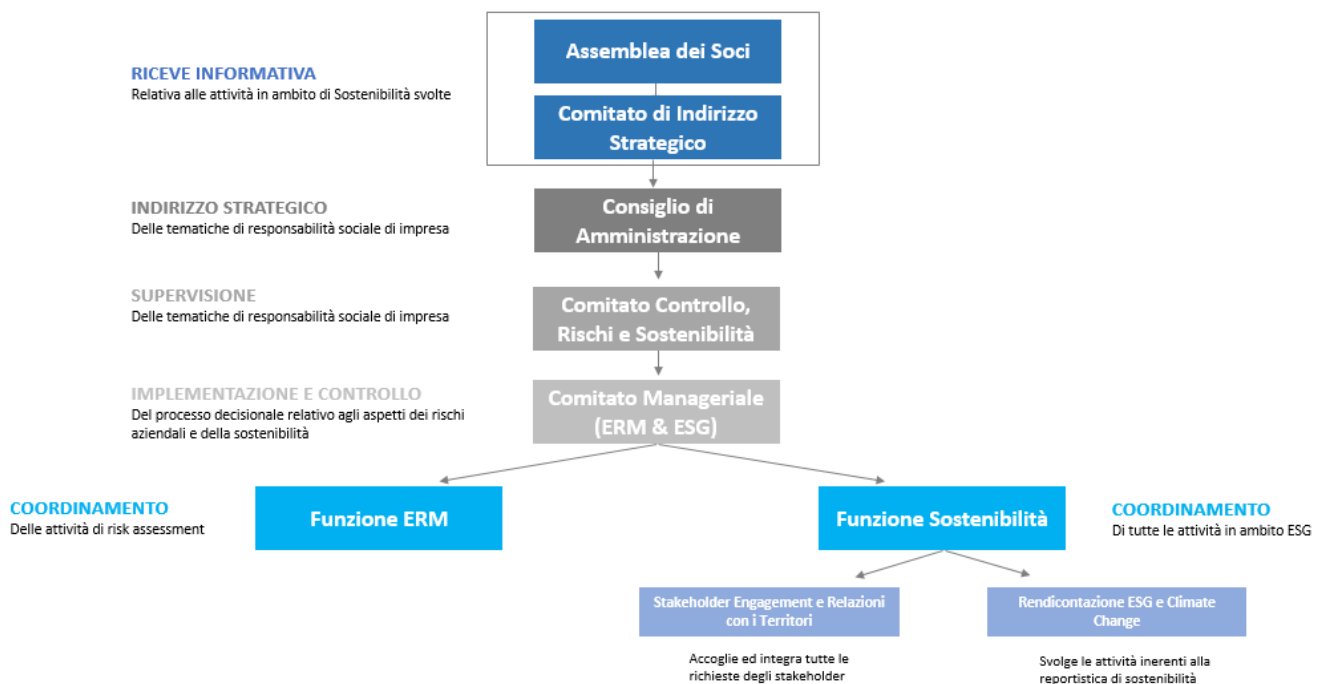 Assemblea dei Soci
RICEVE INFORMATIVA
Relativa alle attività in ambito di Sostenibilità svolte
Comitato di Indirizzo
Strategico
INDIRIZZO STRATEGICO
Delle tematiche di responsabilità sociale di impresa
Consiglio di
Amministrazione
SUPERVISIONE
Delle tematiche di responsabilità sociale di impresa
Comitato Controllo,
Rischi e Sostenibilità
IMPLEMENTAZIONE E CONTROLLO
Del processo decisionale relativo agli aspetti dei rischi
aziendali e della sostenibilità
Comitato Manageriale
(ERM & ESG)
COORDINAMENTO
Delle attività di risk assessment
Funzione ERM
Funzione Sostenibilità
COORDINAMENTO
Di tutte le attività in ambito ESG
Stakeholder Engagement e Relazioni
con i Territori
Rendicontazione ESG e Climate
Change
Accoglie ed integra tutte le
richieste degli stakeholder
Svolge le attività inerenti alla
reportistica di sostenibilità